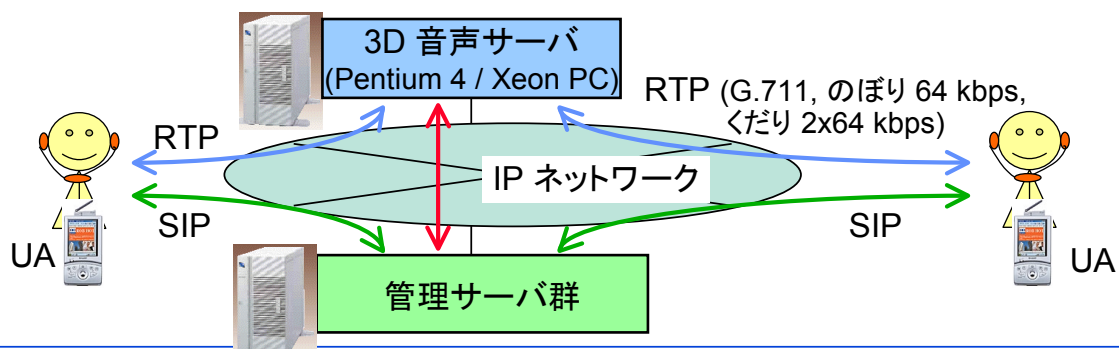 3D 音声サーバ
(Pentium 4 / Xeon PC)
RTP (G.711, のぼり 64 kbps,
くだり 2x64 kbps)
RTP
IP ネットワーク
SIP
SIP
UA
UA
管理サーバ群